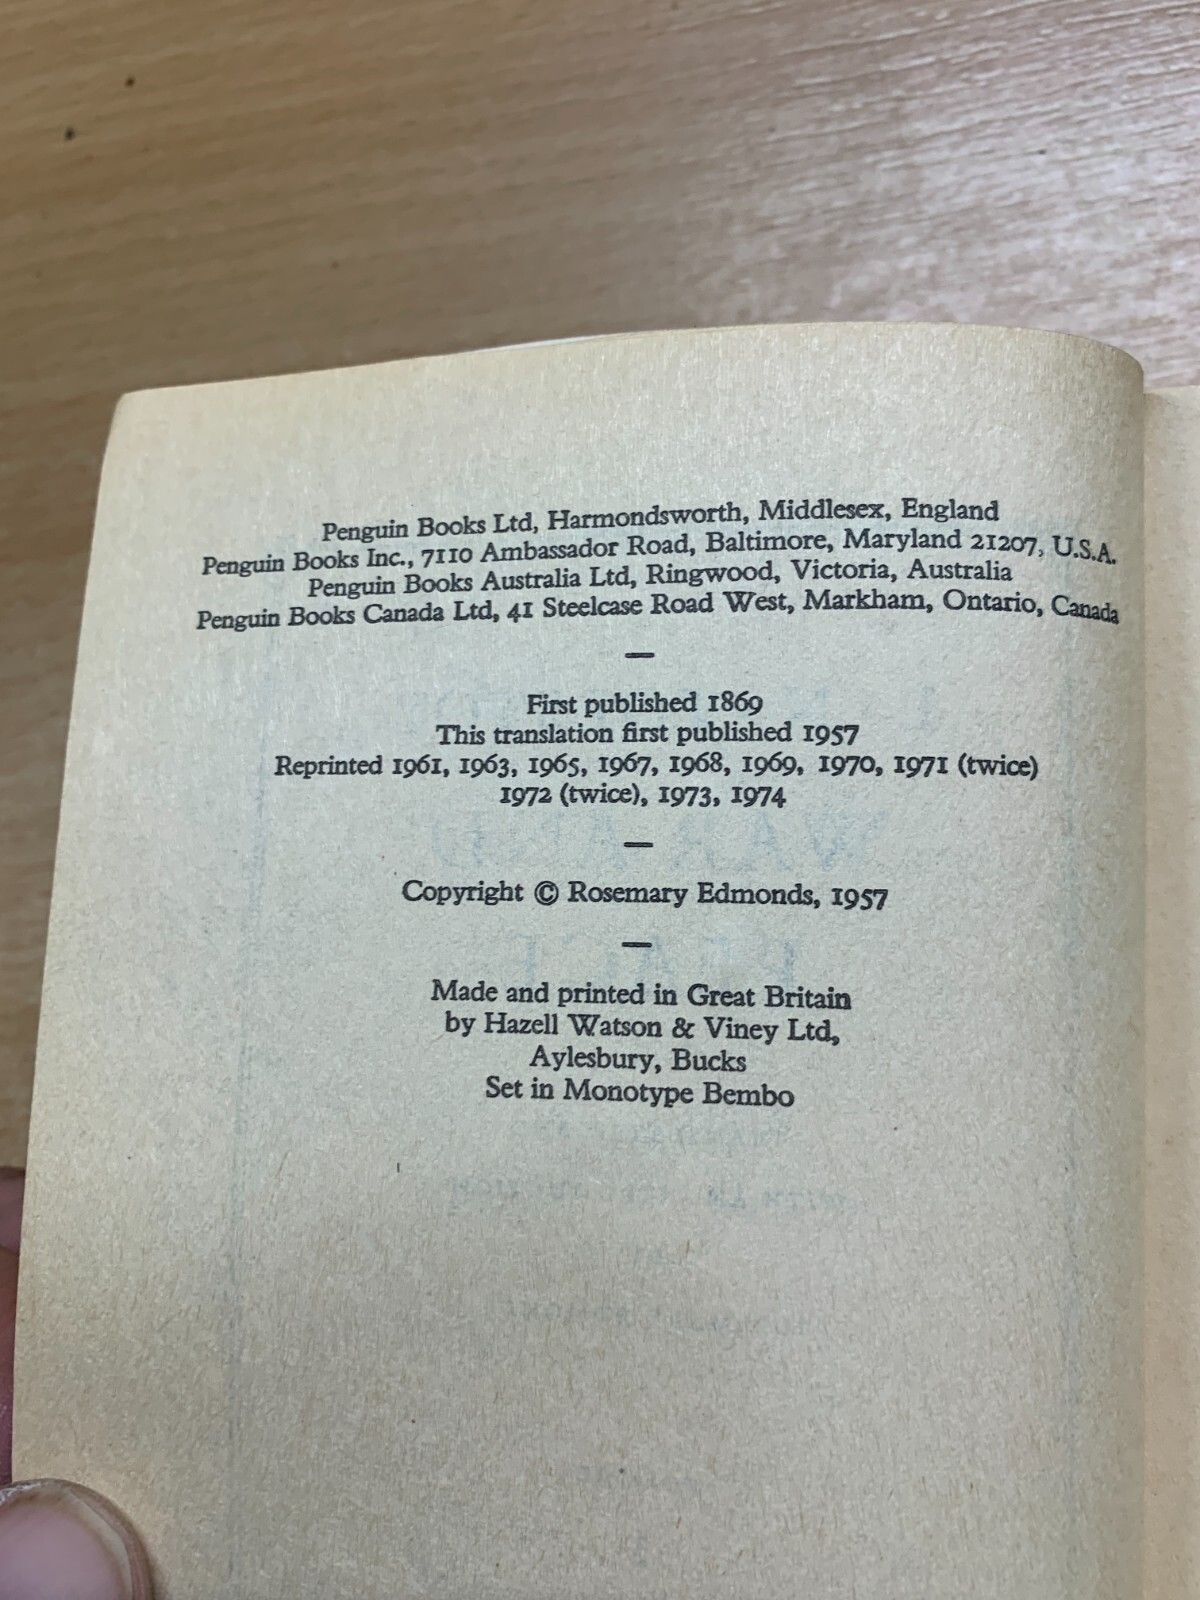 Penguin Books Ltd, Harmondsworth, Middlesex, England
Penguin Books Inc., 7110 Ambassador Road, Baltimore, Maryland 21207, U.S.A.
Penguin Books Australia Ltd, Ringwood, Victoria, Australia
Penguin Books Canada Ltd, 41 Steelcase Road West, Markham, Ontario, Canada
First published 1869
This translation first published 1957
Reprinted 1961, 1963, 1965, 1967, 1968, 1969, 1970, 1971 (twice)
1972 (twice), 1973, 1974
Copyright © Rosemary Edmonds, 1957
Made and printed in Great Britain
by Hazell Watson & Viney Ltd,
Aylesbury, Bucks
Set in Monotype Bembo